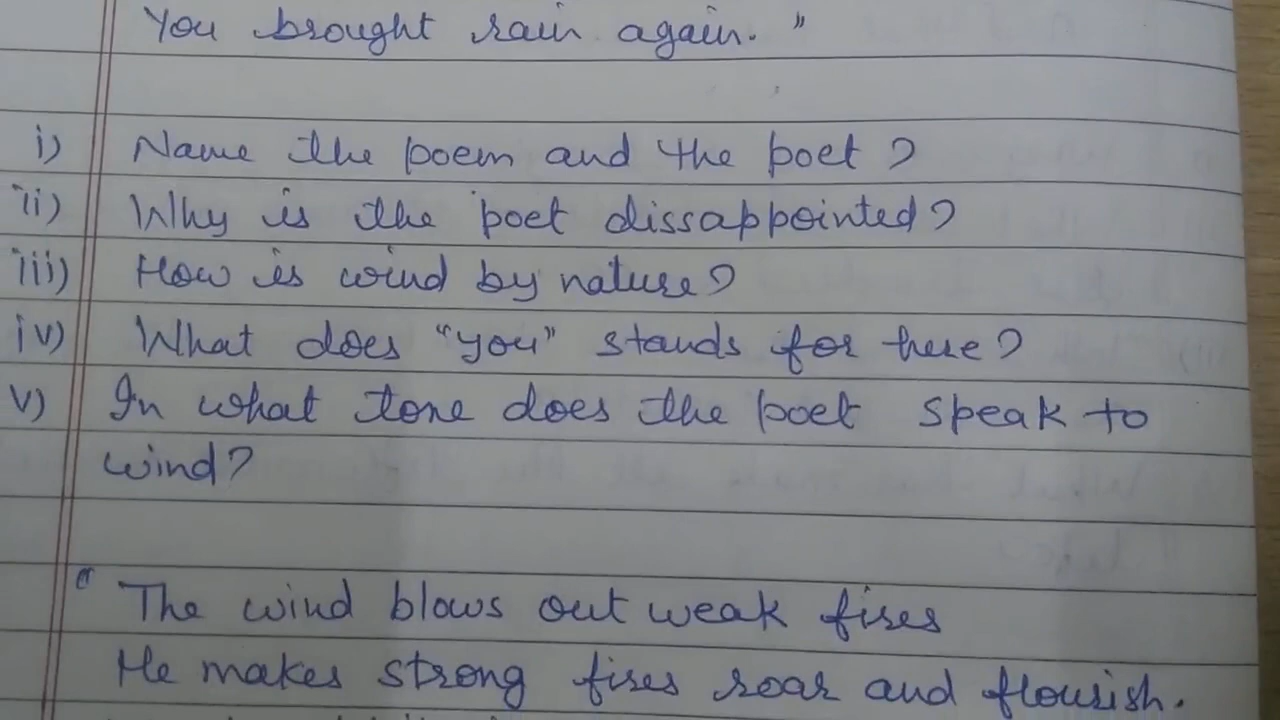 You brought rain again."
i) Name the poem and the poet?
ii) Why is the poet dissappointed?
iii) How is wind by nature?
iv) What does "you" stands for here?
v) In what tone does the poet speak to
wind?
" The wind blows out weak fires
He makes strong fires roar and flourish.